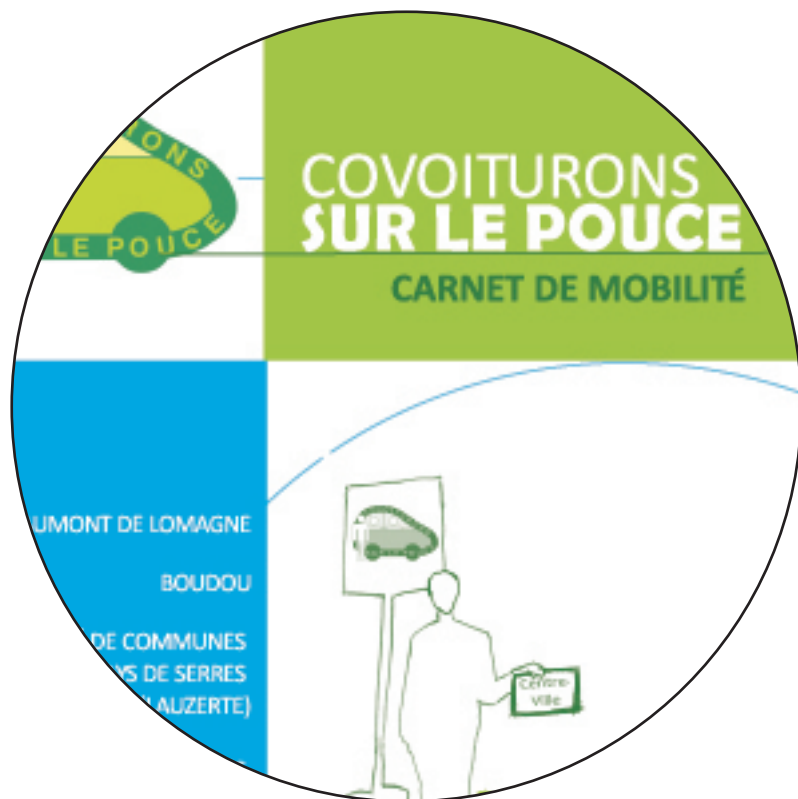 TONS
LE POUCE
COVOITURONS
SUR LE POUCE
CARNET DE MOBILITÉ
UMONT DE LOMAGNE
BOUDOU
DE COMMUNES
YS DE SERRES
(LAUZERTE)
Centre-
Ville